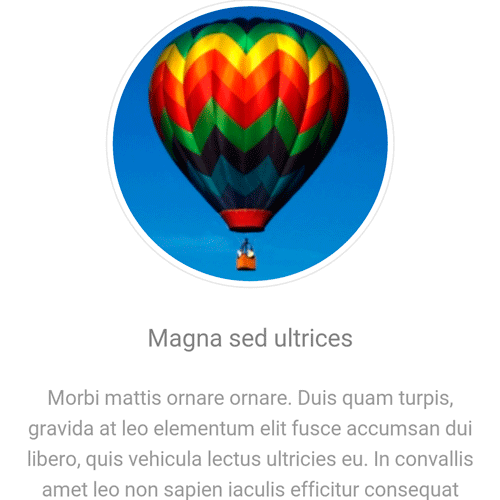 Magna sed ultrices
Morbi mattis ornare ornare. Duis quam turpis,
gravida at leo elementum elit fusce accumsan dui
libero, quis vehicula lectus ultricies eu. In convallis
amet leo non sapien iaculis efficitur consequat